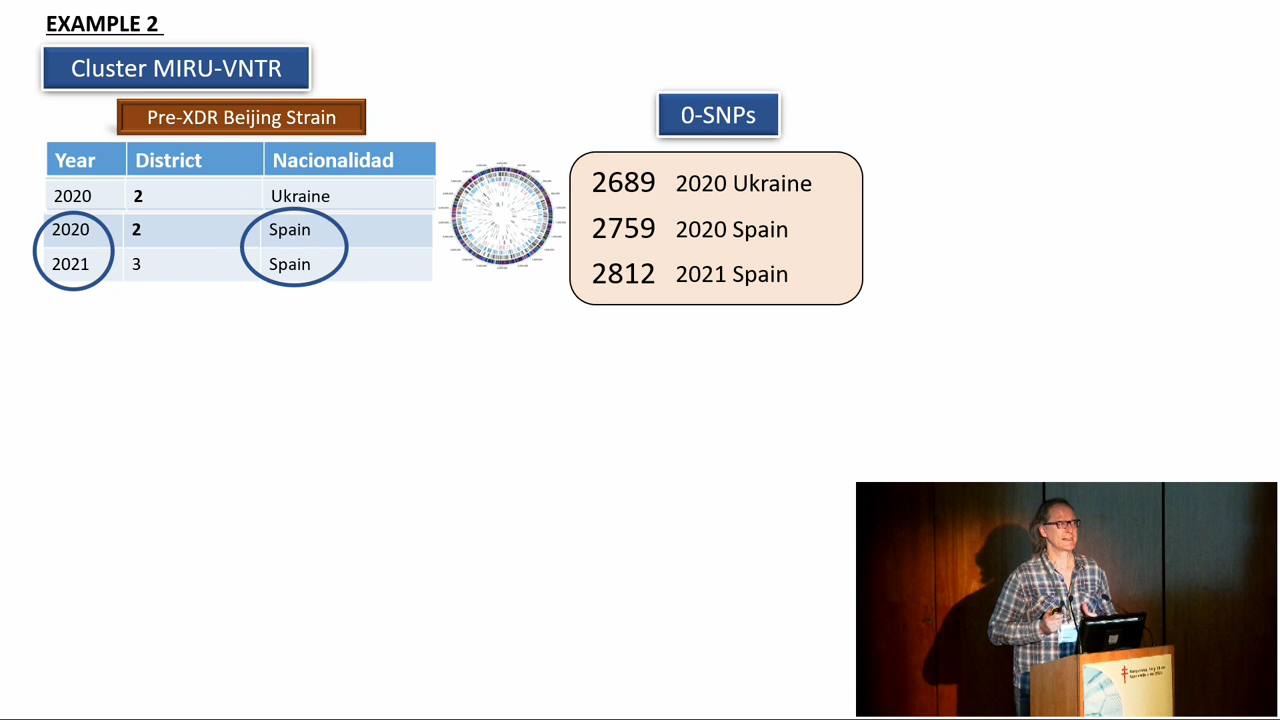 EXAMPLE 2
Cluster MIRU-VNTR
Pre-XDR Beijing Strain
0-SNPs
Year District Nacionalidad
2020 2 Ukraine
2020 2 Spain
2021 3 Spain
2689 2020 Ukraine
2759 2020 Spain
2812 2021 Spain